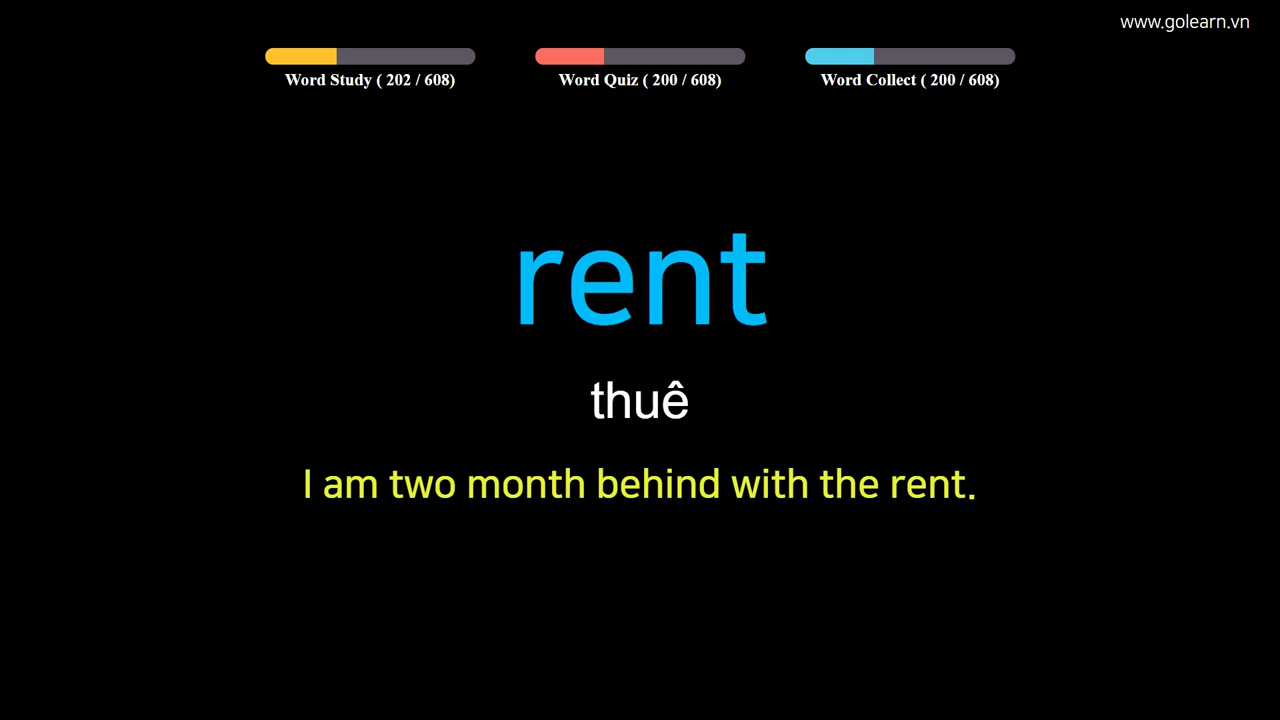 www.golearn.vn
Word Study ( 202 / 608)
Word Quiz ( 200 / 608)
Word Collect ( 200 / 608)
rent
thuê
I am two month behind with the rent.